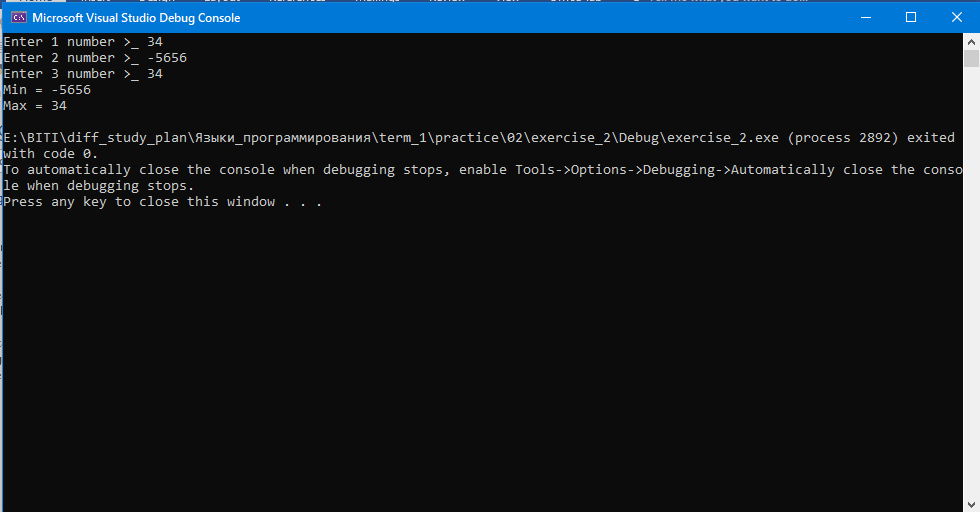 Microsoft Visual Studio Debug Console
Enter 1 number >_ 34
Enter 2 number >_ -5656
Enter 3 number >_ 34
Min = -5656
Max = 34
E:\BITI\diff_study_plan\Языки_программирования\term_1\practice\02\exercise_2\Debug\exercise_2.exe (process 2892) exited
with code 0.
To automatically close the console when debugging stops, enable Tools->Options->Debugging->Automatically close the conso
le when debugging stops.
Press any key to close this window . . .